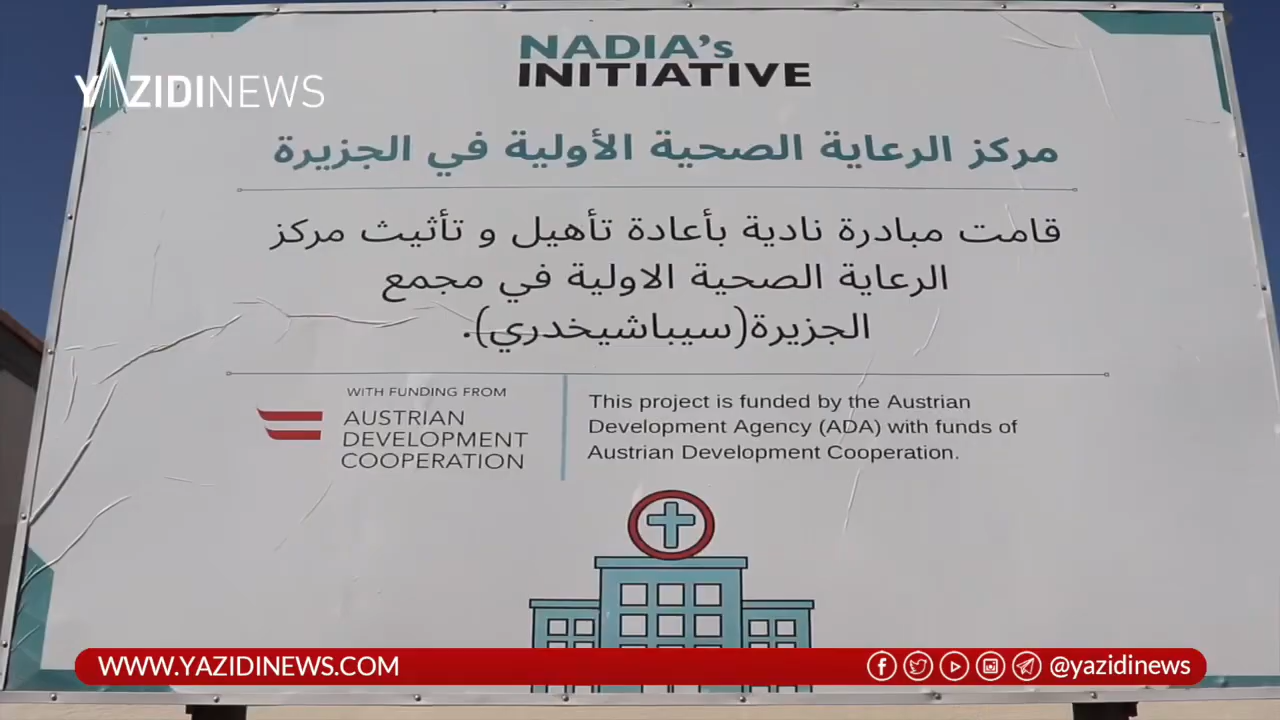 YAZIDINEWS
NADIA's
INITIATIVE
مركز الرعاية الصحية الأولية في الجزيرة
قامت مبادرة نادية بأعادة تأهيل و تأثيث مركز
الرعاية الصحية الاولية في مجمع
الجزيرة(سيباشيخدري).
WITH FUNDING FROM
AUSTRIAN
DEVELOPMENT
COOPERATION
This project is funded by the Austrian
Development Agency (ADA) with funds of
Austrian Development Cooperation.
WWW.YAZIDINEWS.COM
@yazidinews